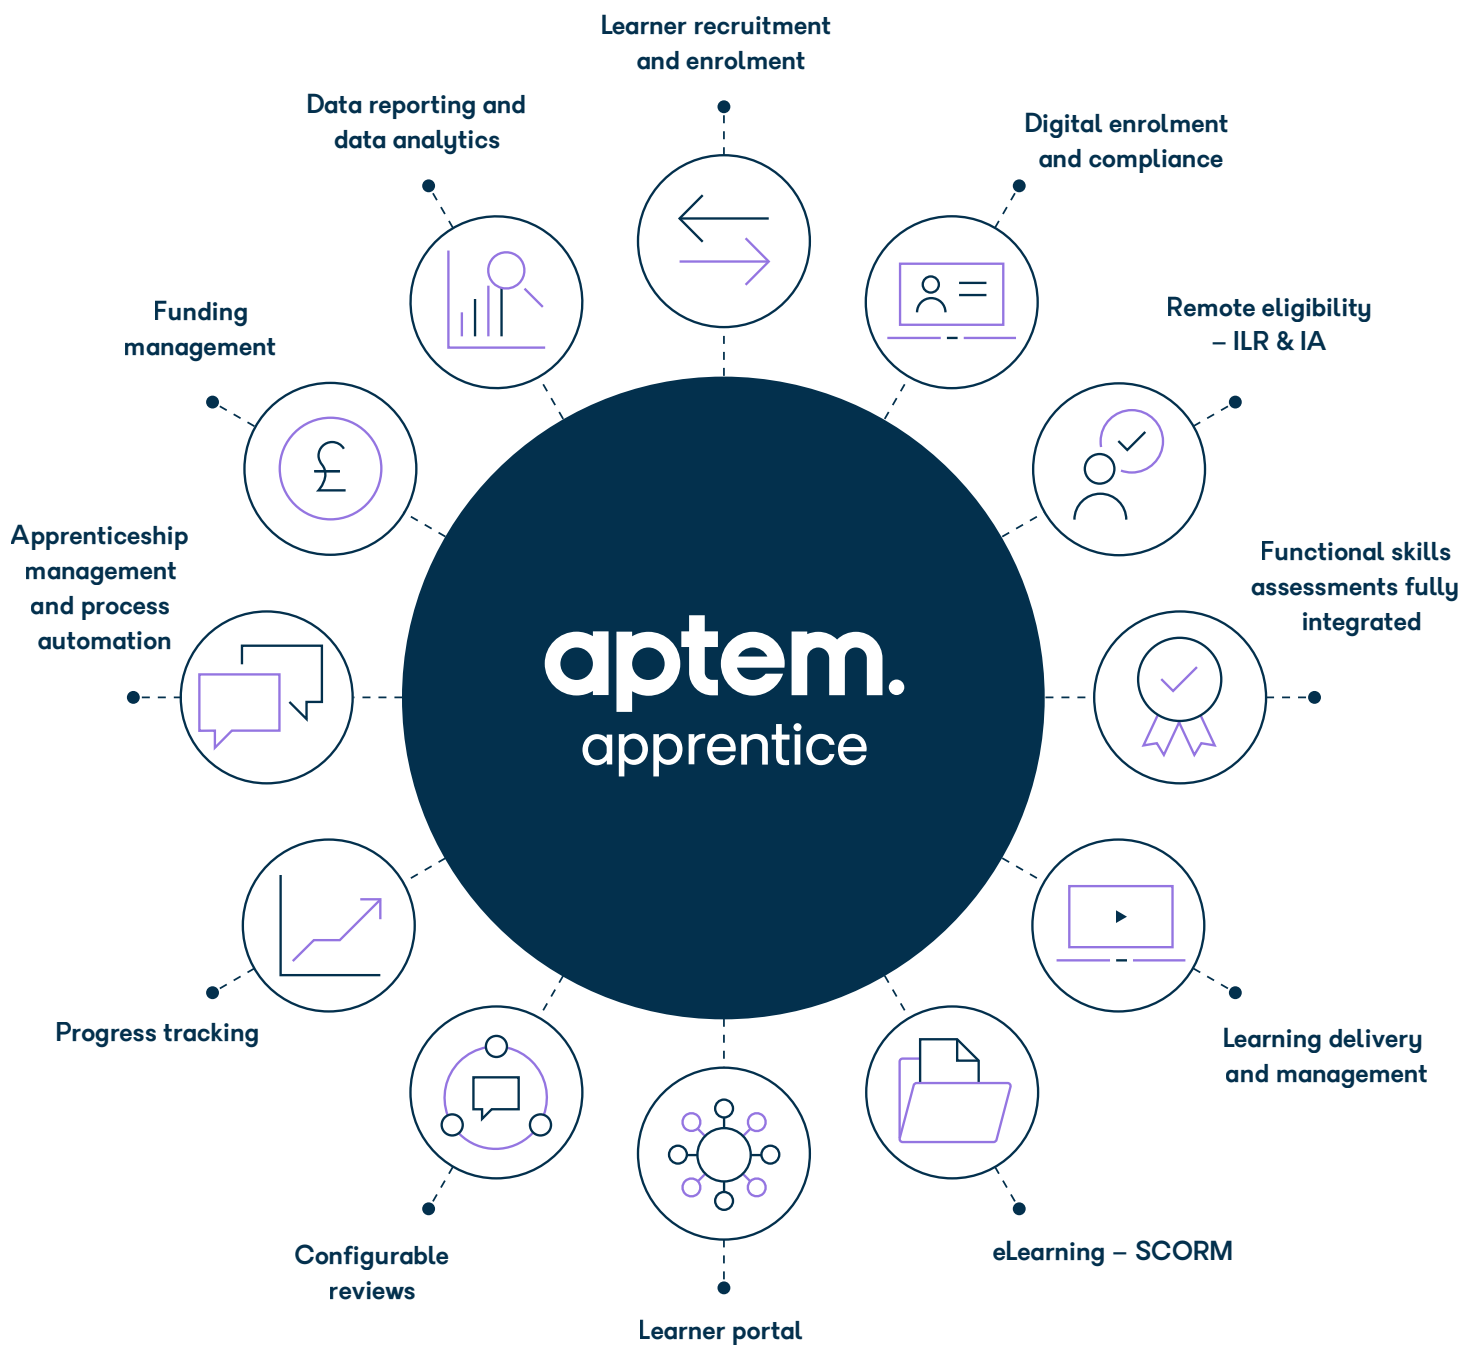 Learner recruitment
and enrolment
Digital enrolment
and compliance
Remote eligibility
– ILR & IA
Functional skills
assessments fully
integrated
Learning delivery
and management
eLearning – SCORM
Learner portal
Configurable
reviews
Progress tracking
Apprenticeship
management
and process
automation
Funding
management
£
Data reporting and
data analytics
aptem.
apprentice